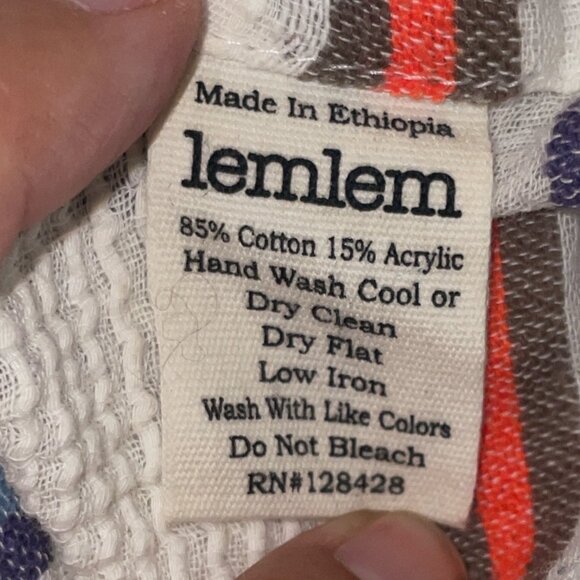 Made In Ethiopia
lemlem
85% Cotton 15% Acrylic
Hand Wash Cool or
Dry Clean
Dry Flat
Low Iron
Wash With Like Colors
Do Not Bleach
RN#128428